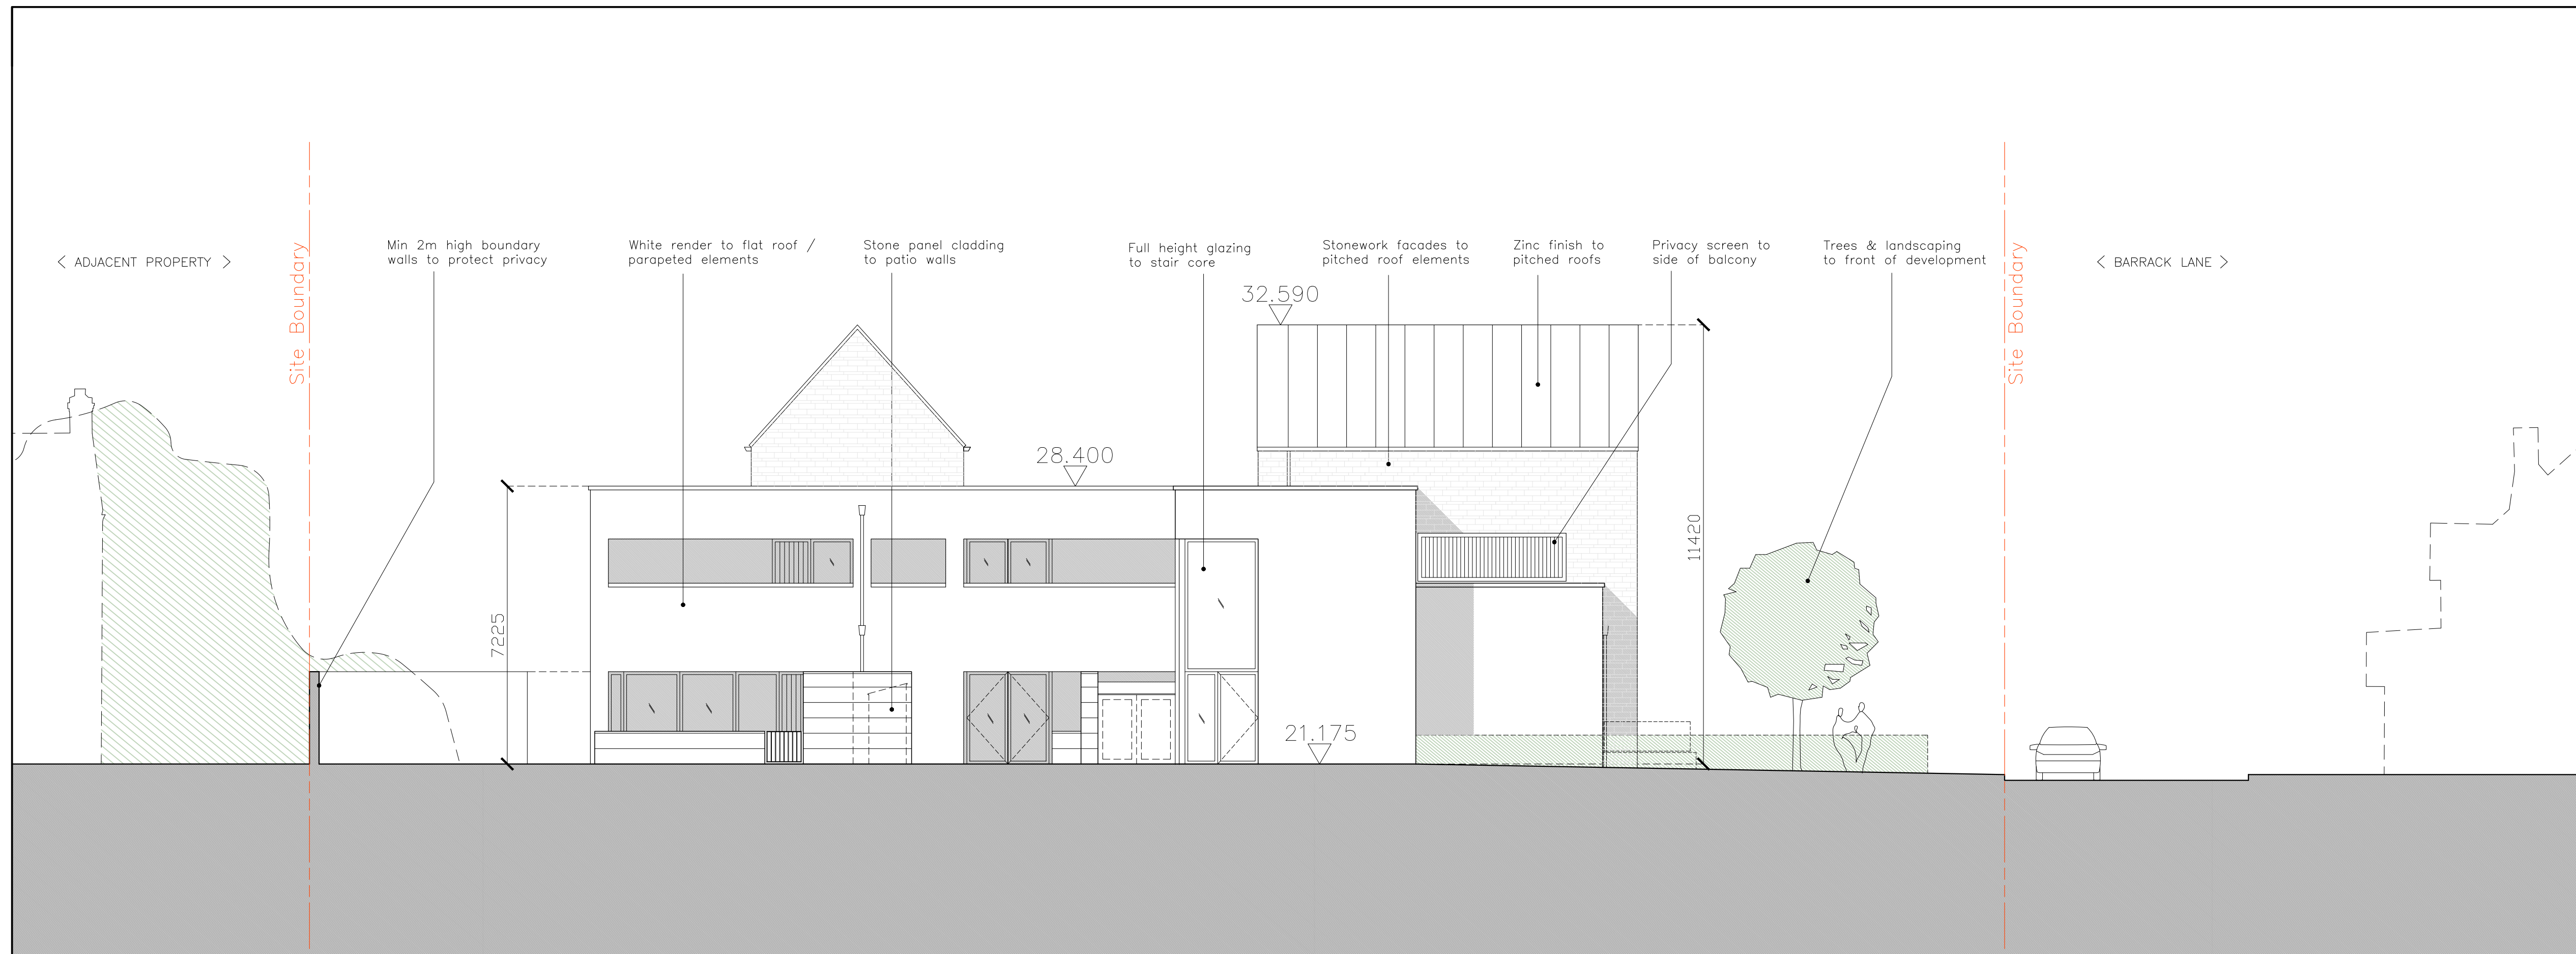 < ADJACENT PROPERTY >
Site Boundary
Min 2m high boundary
walls to protect privacy
White render to flat roof /
parapeted elements
Stone panel cladding
to patio walls
Full height glazing
to stair core
Stonework facades to
pitched roof elements
Zinc finish to
pitched roofs
Privacy screen to
side of balcony
Trees & landscaping
to front of development
Site Boundary
< BARRACK LANE >
32.590
28.400
11420
7225
21.175